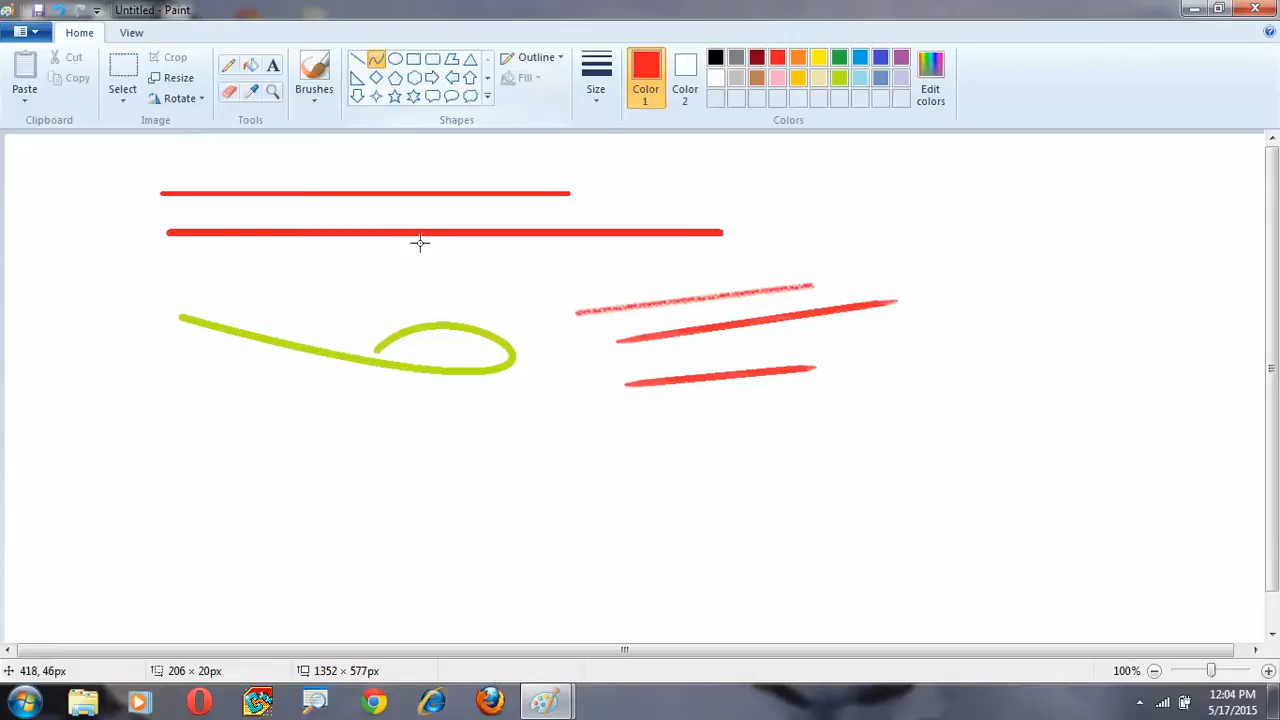 Untitled - Paint
Home View
Paste
Cut
Copy
Clipboard
Select
Crop
Resize
Rotate
Image
A
Tools
Brushes
Outline
Fill
Shapes
Size
Color
1
Color
2
Edit
colors
Colors
418, 46px
206 × 20px
1352 × 577px
100%
12:04 PM
5/17/2015